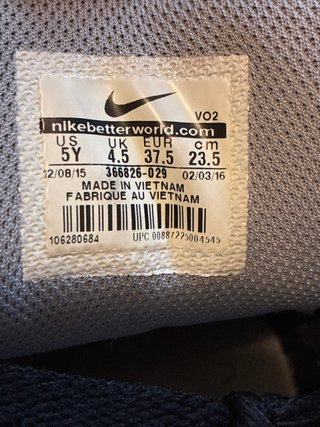 VO2
nikebetterworld.com
US UK EUR cm
5Y 4.5 37.5 23.5
12/08/15 366826-029 02/03/16
MADE IN VIETNAM
FABRIQUE AU VIETNAM
106280684 UPC 00887225004545